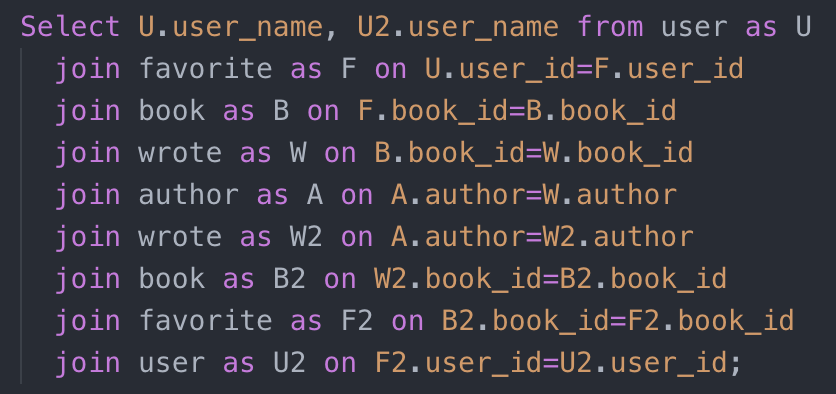 Select U.user_name, U2.user_name from user as U
join favorite as F on U.user_id=F.user_id
join book as B on F.book_id=B.book_id
join wrote as W on B.book_id=W.book_id
join author as A on A.author=W.author
join wrote as W2 on A.author=W2.author
join book as B2 on W2.book_id=B2.book_id
join favorite as F2 on B2.book_id=F2.book_id
join user as U2 on F2.user_id=U2.user_id;